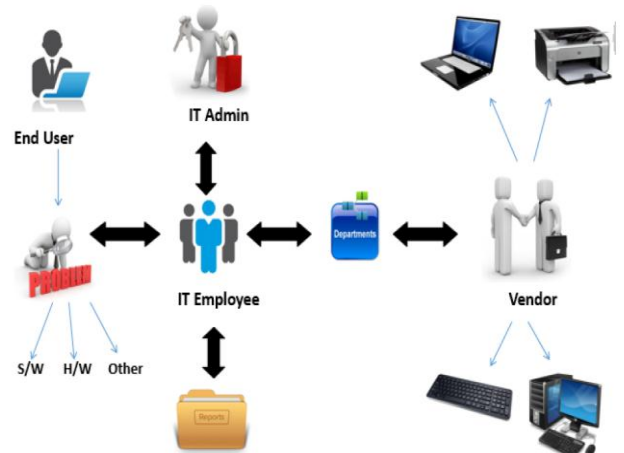 IT Admin
End User
Departments
PROBLEM
IT Employee
Vendor
S/W H/W Other
Reports